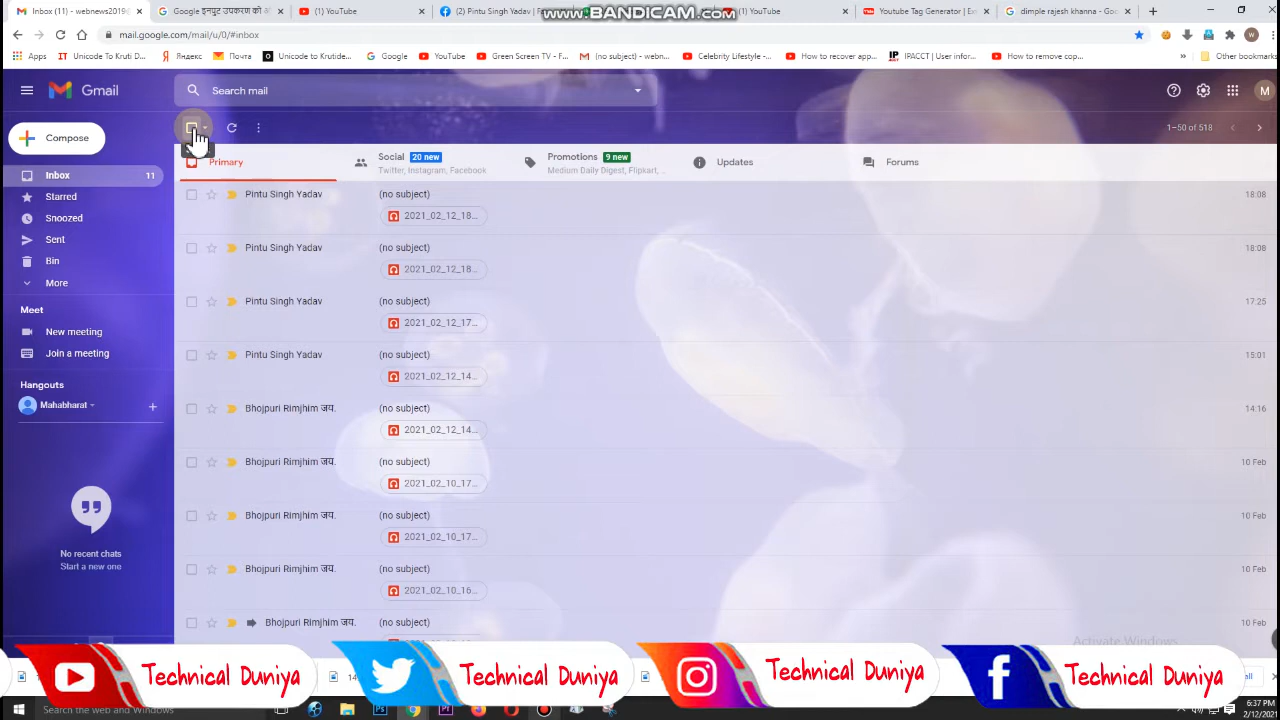 Inbox (11) - webnews2019
Google इनपुट उपकरण को
(1) YouTube
(2) Pintu Singh Yadav | F
www.BANDICAM.com
(1) YouTube
Youtube Tag Generator | Ex
dimple rajesh khanna - Go
mail.google.com/mail/u/0/#inbox
Apps
Unicode To Kruti D...
Яндекс
Почта
Unicode to Krutide...
Google
YouTube
Green Screen TV - F...
(no subject) - webn...
Celebrity Lifestyle -...
How to recover app...
IPACCT | User infor...
How to remove cop...
»
Other bookmarks
Gmail
Search mail
M
Compose
1–50 of 518
Inbox 11
Starred
Snoozed
Sent
Bin
More
Meet
New meeting
Join a meeting
Hangouts
Mahabharat
No recent chats
Start a new one
Primary
Social 20 new
Twitter, Instagram, Facebook
Promotions 9 new
Medium Daily Digest, Flipkart, ...
Updates
Forums
Pintu Singh Yadav (no subject) 18:08
2021_02_12_18...
Pintu Singh Yadav (no subject) 18:08
2021_02_12_18...
Pintu Singh Yadav (no subject) 17:25
2021_02_12_17...
Pintu Singh Yadav (no subject) 15:01
2021_02_12_14...
Bhojpuri Rimjhim जय. (no subject) 14:16
2021_02_12_14...
Bhojpuri Rimjhim जय. (no subject) 10 Feb
2021_02_10_17...
Bhojpuri Rimjhim जय. (no subject) 10 Feb
2021_02_10_17...
Bhojpuri Rimjhim जय. (no subject) 10 Feb
2021_02_10_16...
Bhojpuri Rimjhim जय. (no subject) 10 Feb
Activate Windows
Technical Duniya
Technical Duniya
Technical Duniya
Technical Duniya
Search the web and Windows
6:37 PM
2/12/202